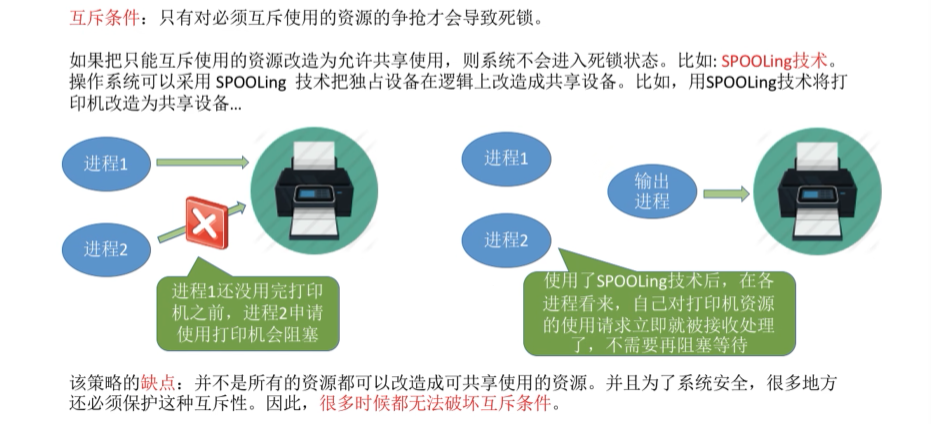 互斥条件：只有对必须互斥使用的资源的争抢才会导致死锁。
如果把只能互斥使用的资源改造为允许共享使用，则系统不会进入死锁状态。比如: SPOOLing技术。
操作系统可以采用 SPOOLing 技术把独占设备在逻辑上改造成共享设备。比如，用SPOOLing技术将打
印机改造为共享设备...
进程1
进程2
进程1还没用完打印
机之前，进程2申请
使用打印机会阻塞
进程1
进程2
输出
进程
使用了SPOOLing技术后，在各
进程看来，自己对打印机资源
的使用请求立即就被接收处理
了，不需要再阻塞等待
该策略的缺点：并不是所有的资源都可以改造成可共享使用的资源。并且为了系统安全，很多地方
还必须保护这种互斥性。因此，很多时候都无法破坏互斥条件。